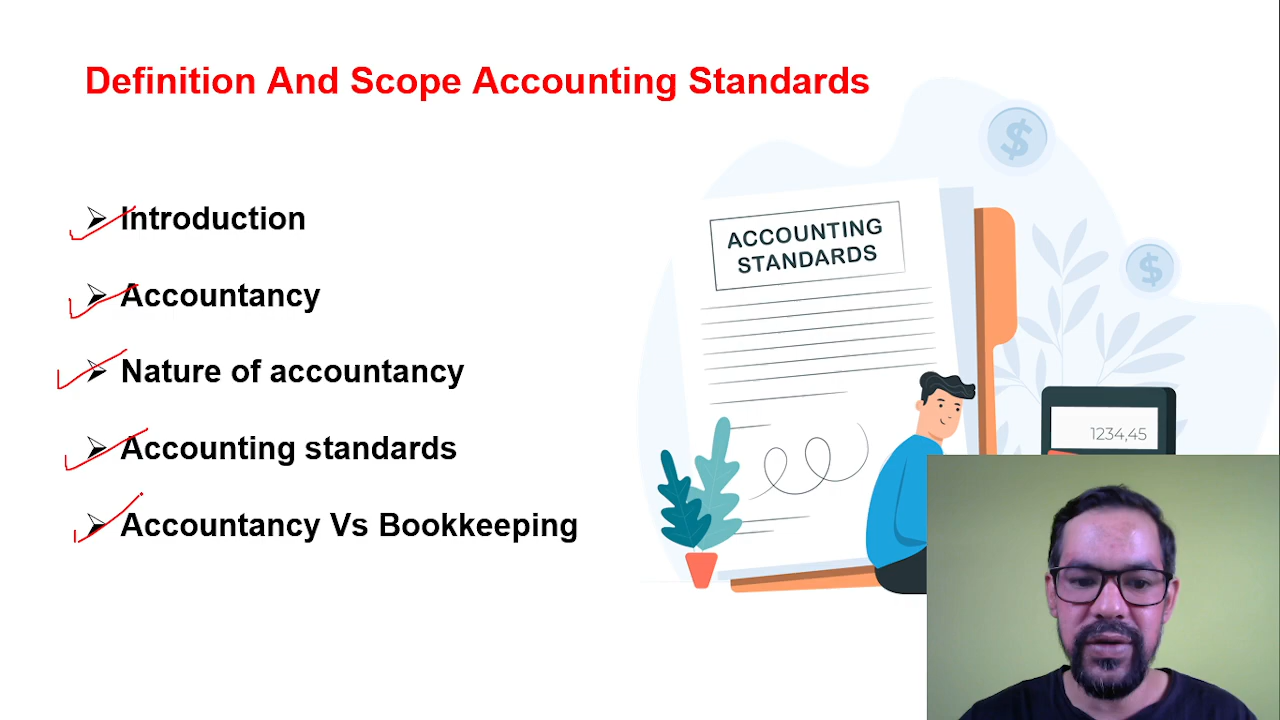 Definition And Scope Accounting Standards
Introduction
Accountancy
Nature of accountancy
Accounting standards
Accountancy Vs Bookkeeping
ACCOUNTING
STANDARDS
$
$
1234,45